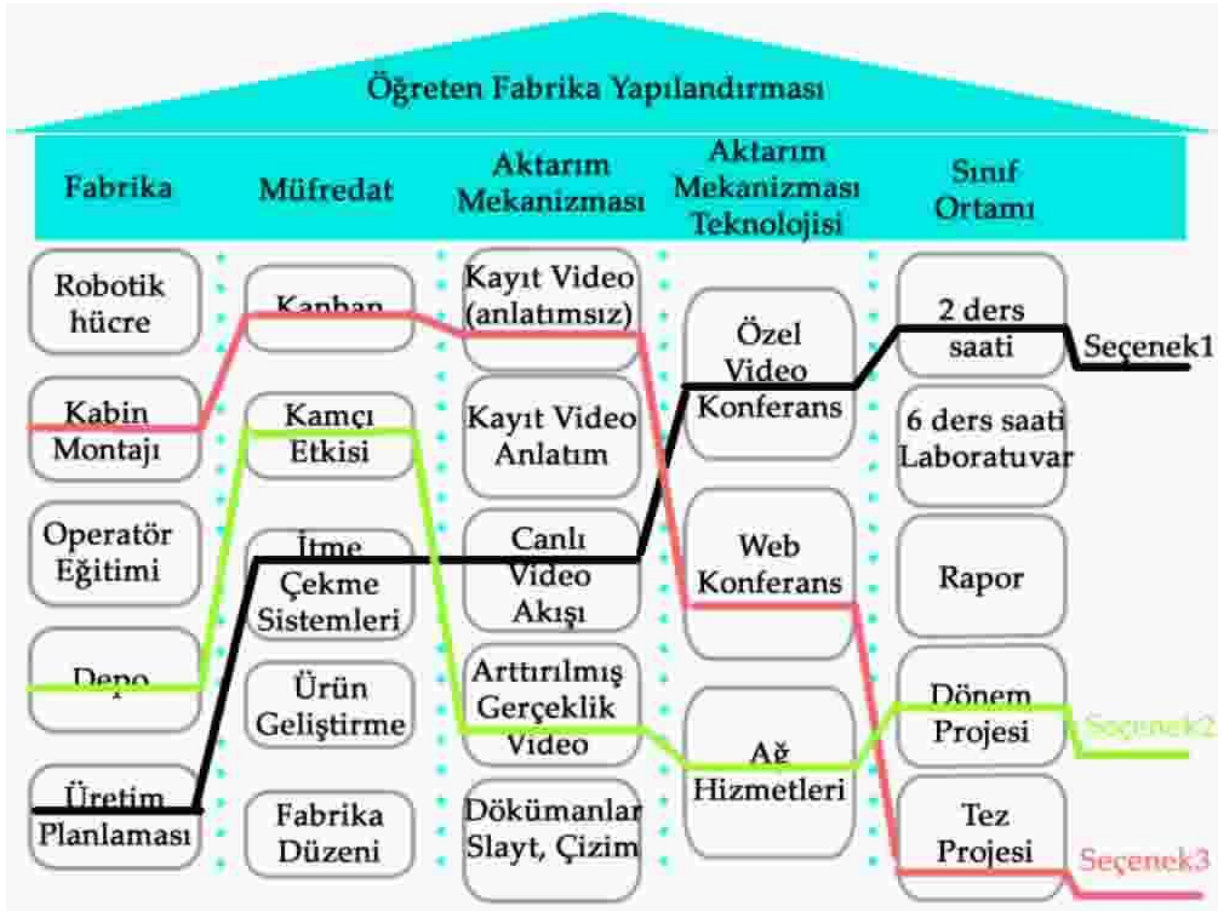 Öğreten Fabrika Yapılandırması
Fabrika
Müfredat
Aktarım
Mekanizması
Aktarım
Mekanizması
Teknolojisi
Sınıf
Ortamı
Robotik
hücre
Kabin
Montajı
Operatör
Eğitimi
Depo
Üretim
Planlaması
Kanban
Kamçı
Etkisi
İtme
Çekme
Sistemleri
Ürün
Geliştirme
Fabrika
Düzeni
Kayıt Video
(anlatımsız)
Kayıt Video
Anlatım
Canlı
Video
Akışı
Arttırılmış
Gerçeklik
Video
Dökümanlar
Slayt, Çizim
Özel
Video
Konferans
Web
Konferans
Ağ
Hizmetleri
2 ders
saati
6 ders saati
Laboratuvar
Rapor
Dönem
Projesi
Tez
Projesi
Seçenek1
Seçenek2
Seçenek3